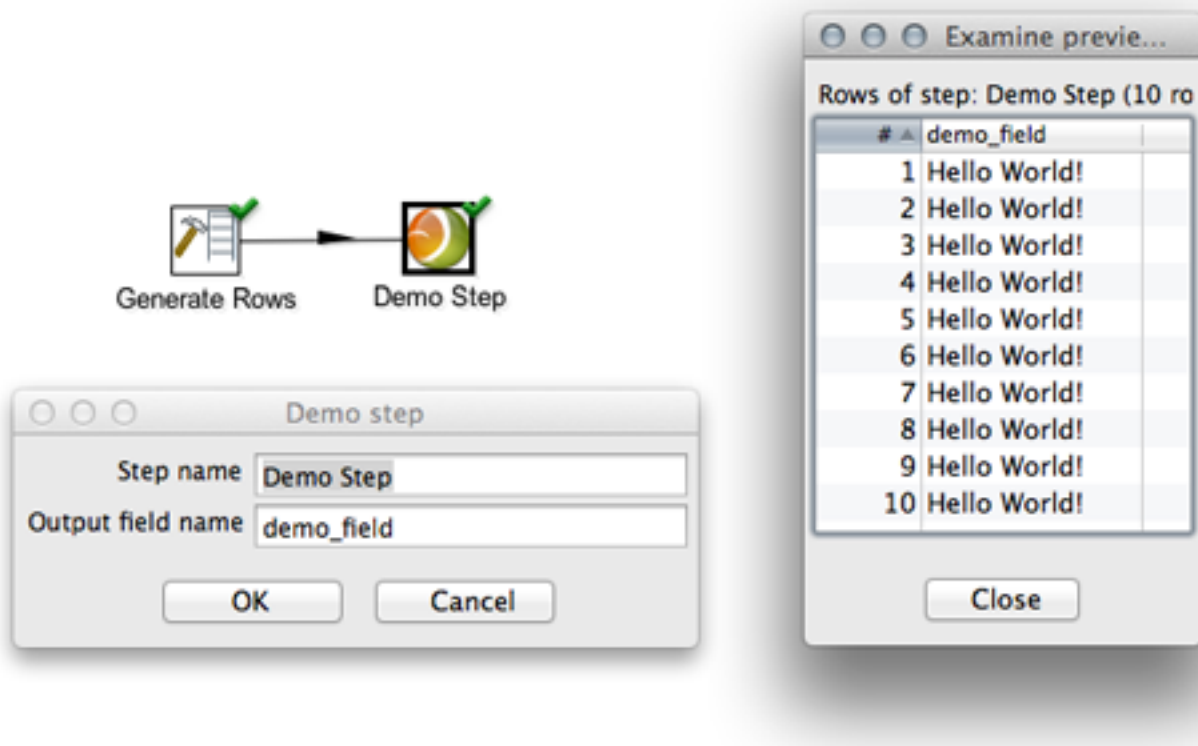 Generate Rows
Demo Step
Demo step
Step name Demo Step
Output field name demo_field
OK Cancel
Examine previe...
Rows of step: Demo Step (10 ro
# demo_field
1 Hello World!
2 Hello World!
3 Hello World!
4 Hello World!
5 Hello World!
6 Hello World!
7 Hello World!
8 Hello World!
9 Hello World!
10 Hello World!
Close